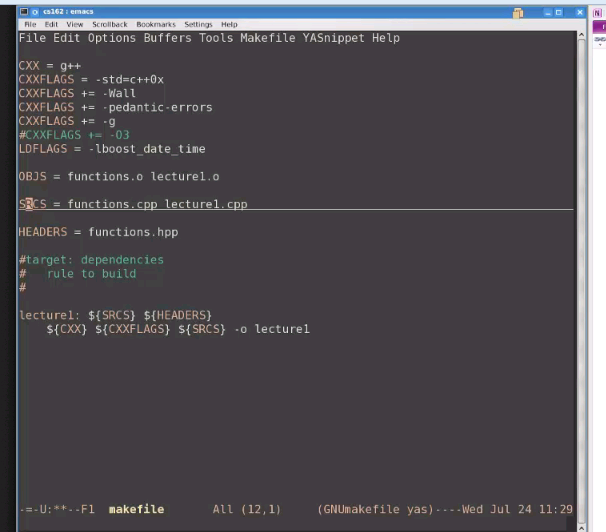 cs162 : emacs
File Edit View Scrollback Bookmarks Settings Help
File Edit Options Buffers Tools Makefile YASnippet Help
CXX = g++
CXXFLAGS = -std=c++0x
CXXFLAGS += -Wall
CXXFLAGS += -pedantic-errors
CXXFLAGS += -g
#CXXFLAGS += -O3
LDFLAGS = -lboost_date_time
OBJS = functions.o lecture1.o
SRCS = functions.cpp lecture1.cpp
HEADERS = functions.hpp
#target: dependencies
#   rule to build
#
lecture1: ${SRCS} ${HEADERS}
    ${CXX} ${CXXFLAGS} ${SRCS} -o lecture1
-=-U:**--F1  makefile       All (12,1)     (GNUmakefile yas)----Wed Jul 24 11:29